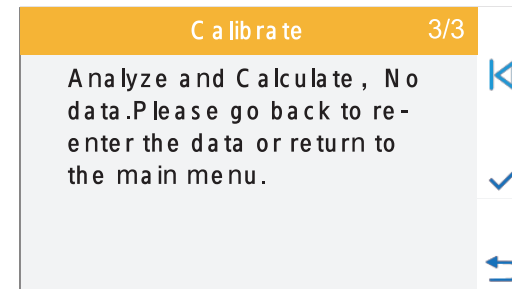 Calibrate 3/3
Analyze and Calculate, No
data.Please go back to re-
enter the data or return to
the main menu.